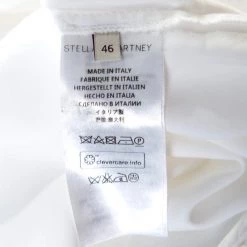 STELLA McCARTNEY
46
MADE IN ITALY
FABRIQUÉ EN ITALIE
HERGESTELLT IN ITALIEN
HECHO EN ITALIA
СДЕЛАНО В ИТАЛИИ
イタリア製
clevercare.info